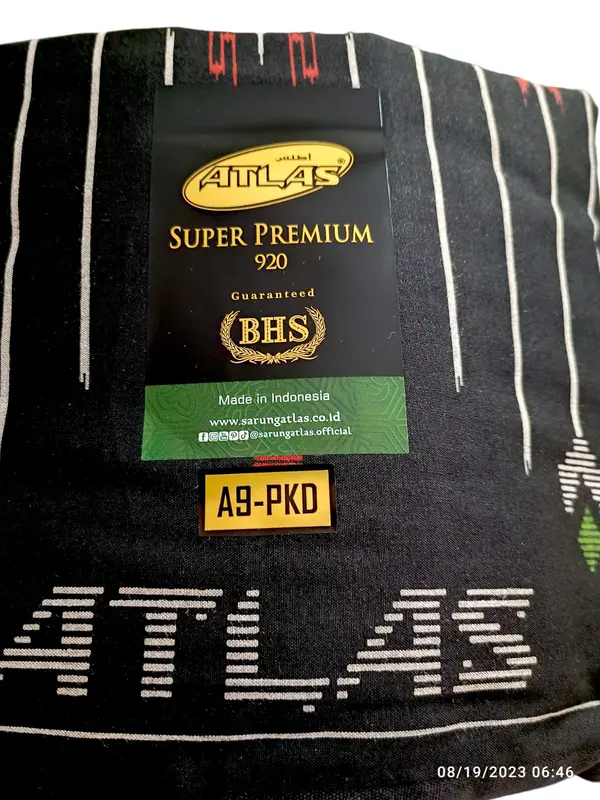 أطلس
ATLAS®
SUPER PREMIUM
920
Guaranteed
BHS
Made in Indonesia
www.sarungatlas.co.id
@sarungatlas.official
A9-PKD
ATLAS
08/19/2023 06:46